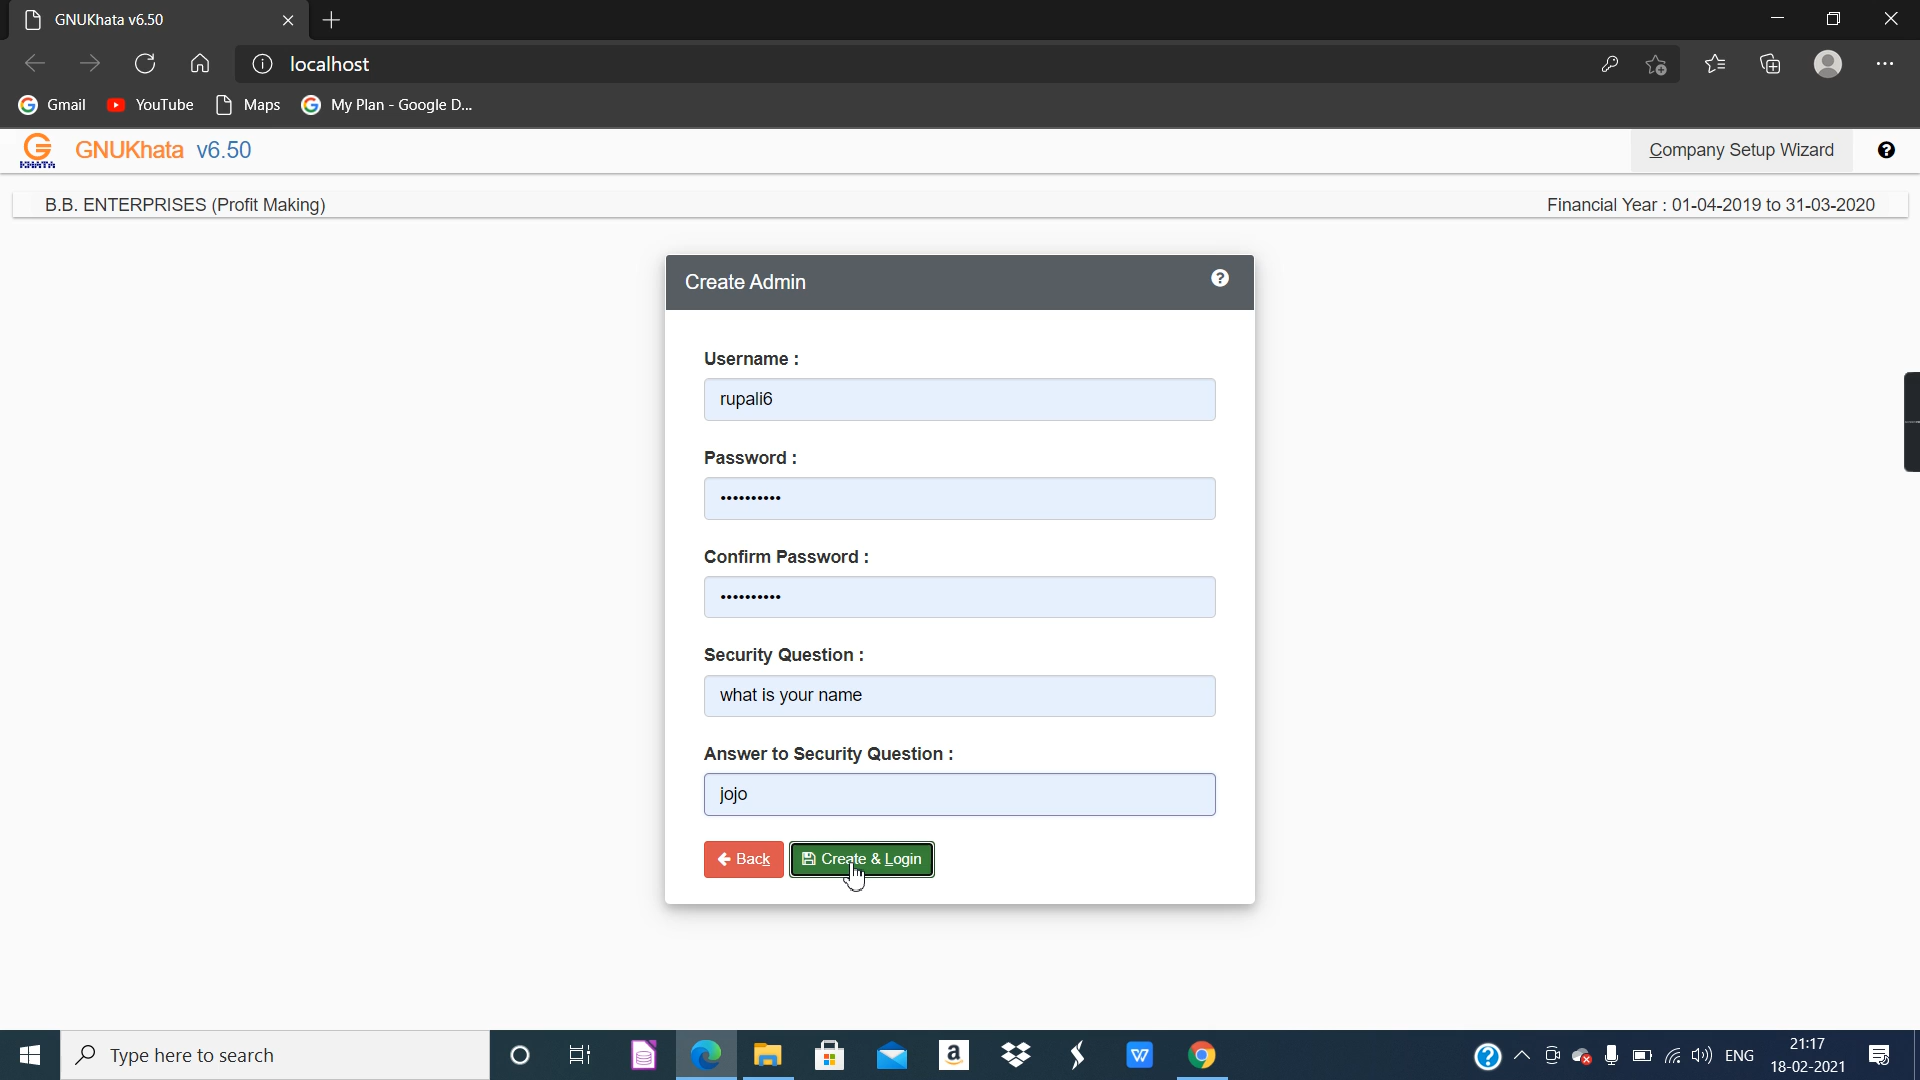 GNUKhata v6.50
localhost
Gmail YouTube Maps My Plan - Google D...
G KHATA GNUKhata v6.50 Company Setup Wizard ?
B.B. ENTERPRISES (Profit Making) Financial Year : 01-04-2019 to 31-03-2020
Create Admin ?
Username :
rupali6
Password :
••••••••••
Confirm Password :
••••••••••
Security Question :
what is your name
Answer to Security Question :
jojo
Back Create & Login
Type here to search
ENG
21:17
18-02-2021